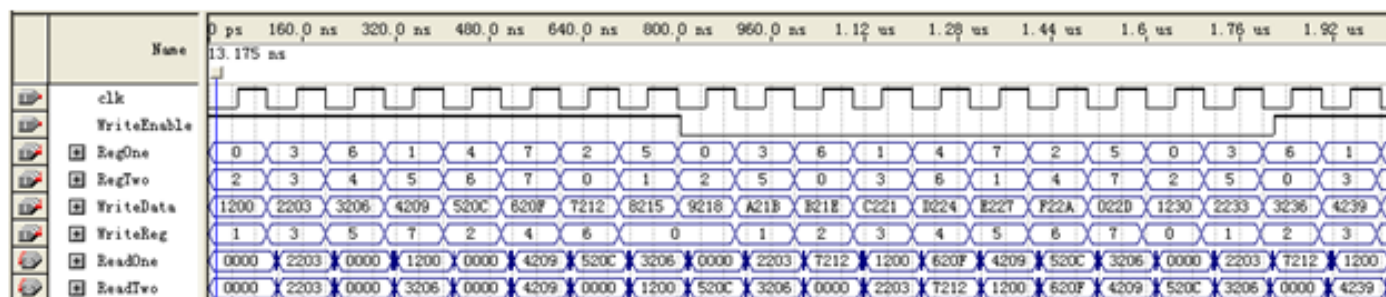 Name
0 ps 160.0 ns 320.0 ns 480.0 ns 640.0 ns 800.0 ns 960.0 ns 1.12 us 1.28 us 1.44 us 1.6 us 1.76 us 1.92 us
13.175 ns
clk
WriteEnable
RegOne 0 3 6 1 4 7 2 5 0 3 6 1 4 7 2 5 0 3 6 1
RegTwo 2 3 4 5 6 7 0 1 2 5 0 3 6 1 4 7 2 5 0 3
WriteData 1200 2203 3206 4209 520C 620F 7212 8215 9218 A21B B21E C221 D224 E227 F22A 022D 1230 2233 3236 4239
WriteReg 1 3 5 7 2 4 6 0 1 2 3 4 5 6 7 0 1 2 3
ReadOne 0000 2203 0000 1200 0000 4209 520C 3206 0000 2203 7212 1200 620F 4209 520C 3206 0000 2203 7212 1200
ReadTwo 0000 2203 0000 3206 0000 4209 0000 1200 520C 3206 0000 2203 7212 1200 620F 4209 520C 3206 0000 4239